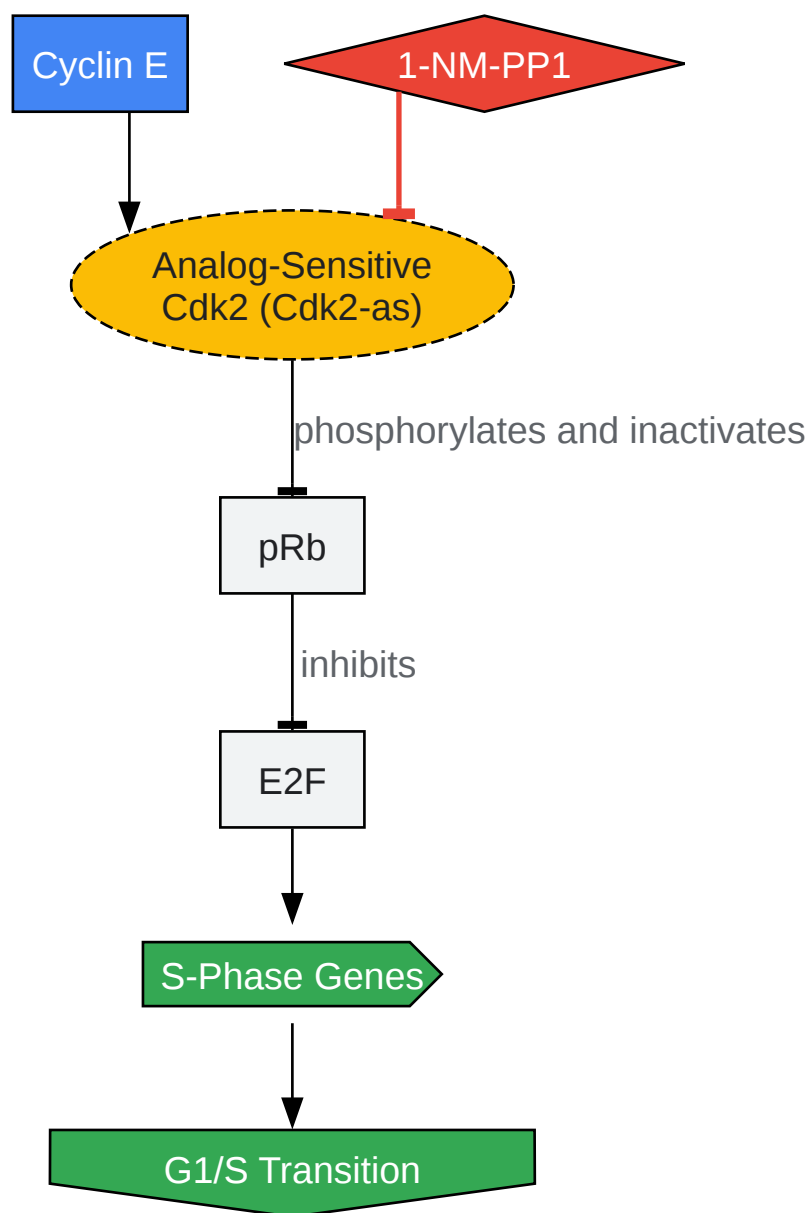 Cyclin E
1-NM-PP1
Analog-Sensitive
Cdk2 (Cdk2-as)
phosphorylates and inactivates
pRb
inhibits
E2F
S-Phase Genes
G1/S Transition